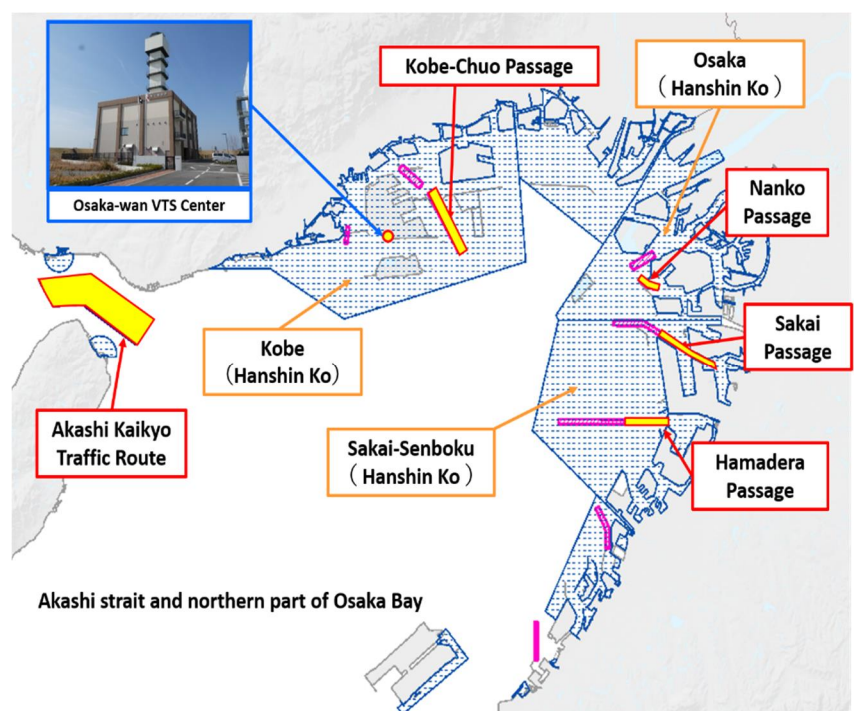 Kobe-Chuo Passage
Osaka
( Hanshin Ko )
Nanko
Passage
Osaka-wan VTS Center
Sakai
Passage
Kobe
(Hanshin Ko)
Akashi Kaikyo
Traffic Route
Sakai-Senboku
( Hanshin Ko )
Hamadera
Passage
Akashi strait and northern part of Osaka Bay